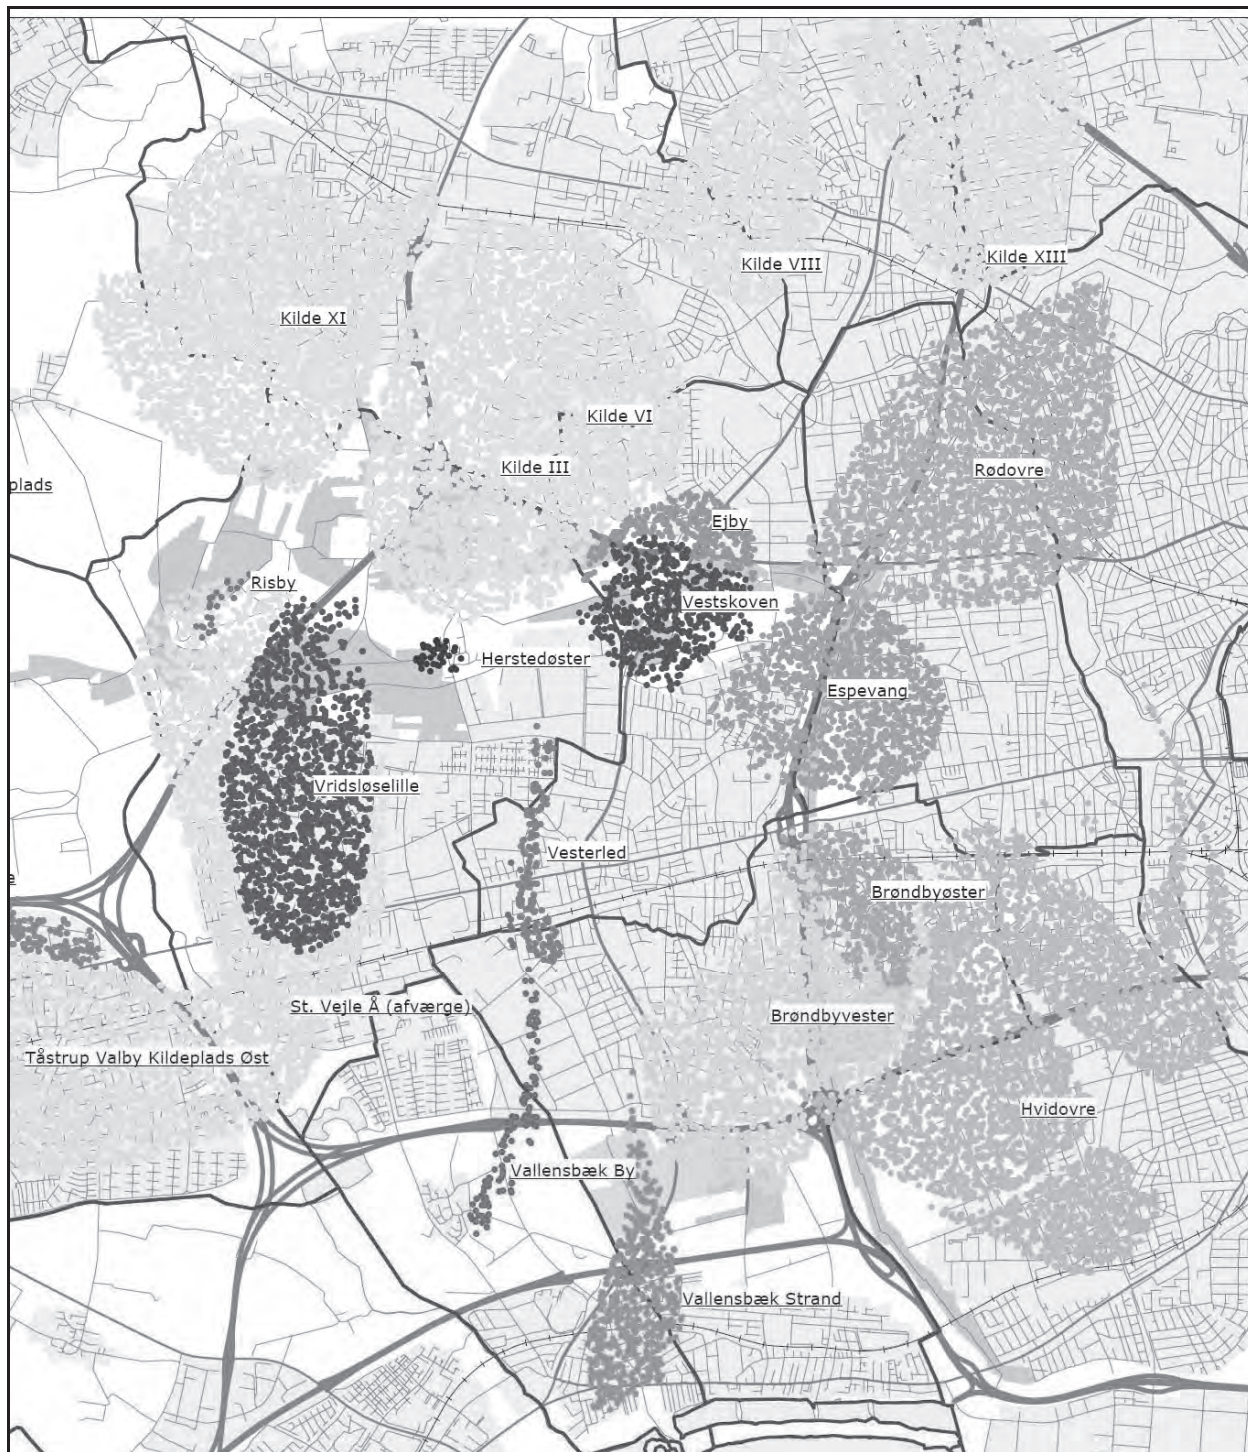 Kilde VIII
Kilde XIII
Kilde XI
Kilde VI
Kilde III
Rødovre
plads
Ejby
Risby
Vestskoven
Herstedøster
Espevang
Vridsløselille
Vesterled
e
Brøndbyøster
St. Vejle Å (afværge)
Brøndbyvester
Tåstrup Valby Kildeplads Øst
Hvidovre
Vallensbæk By
Vallensbæk Strand